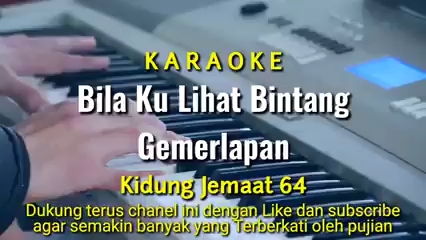 KARAOKE
Bila Ku Lihat Bintang
Gemerlapan
Kidung Jemaat 64
Dukung terus chanel ini dengan Like dan subscribe
agar semakin banyak yang Terberkati oleh pujian